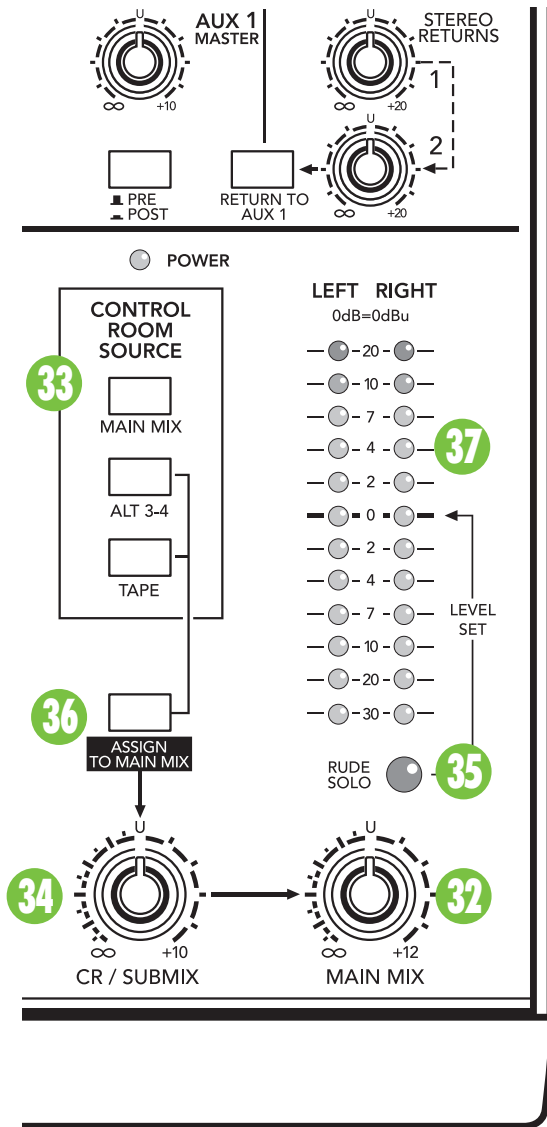 U
AUX 1
MASTER
∞ +10
PRE
POST
U
STEREO
RETURNS
∞ +20
1
U
2
∞ +20
RETURN TO
AUX 1
POWER
CONTROL
ROOM
SOURCE
33
MAIN MIX
ALT 3-4
TAPE
36
ASSIGN
TO MAIN MIX
LEFT RIGHT
0dB=0dBu
20
10
7
4
37
2
0
2
4
7
10
20
30
LEVEL
SET
RUDE
SOLO
35
U
34
∞ +10
CR / SUBMIX
U
32
∞ +12
MAIN MIX